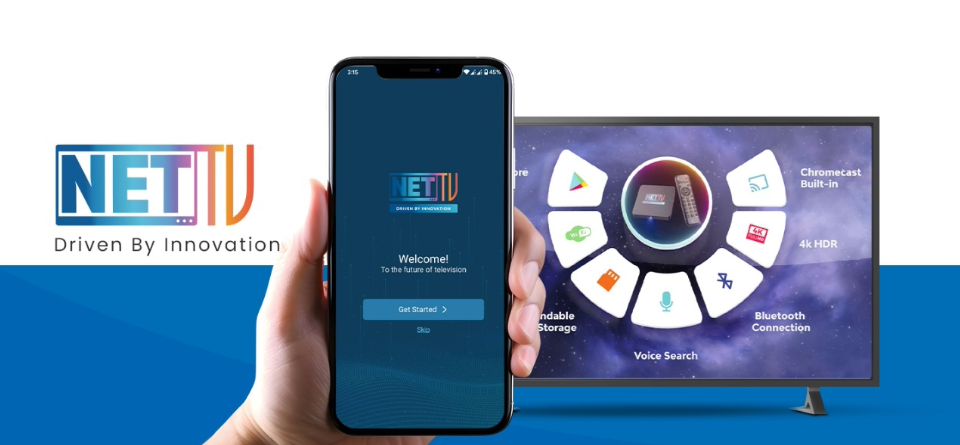 NET TV
Driven By Innovation
3:15
45%
NET TV
DRIVEN BY INNOVATION
Welcome!
To the future of television
Get Started
Skip
Chromecast
Built-in
4K
4k HDR
Bluetooth
Connection
Voice Search
Storage